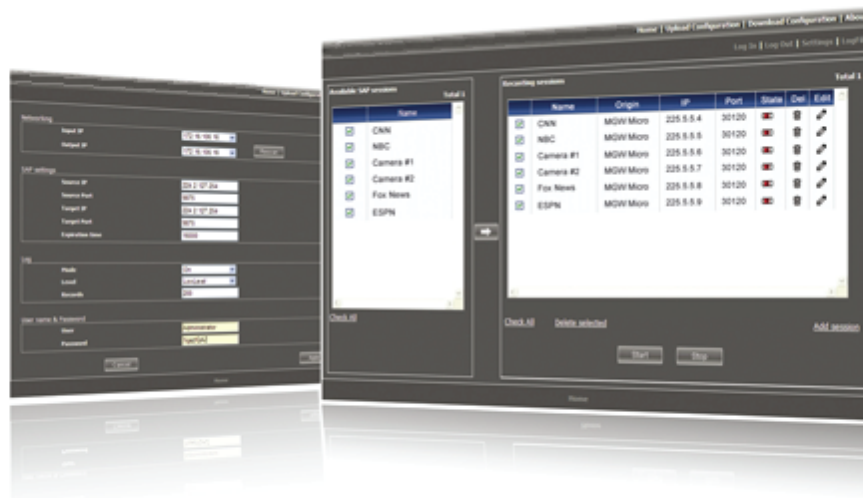 Home | Upload Configuration | Download Configuration
Log In | Log Out | Settings
Available SAP sessions
Total
Name
CNN
NBC
Camera #1
Camera #2
Fox News
ESPN
Check All
Recasting sessions
Total
Name Origin IP Port State Del Edit
CNN MGW Micro 225.5.5.4 30120
NBC MGW Micro 225.5.5.5 30120
Camera #1 MGW Micro 225.5.5.6 30120
Camera #2 MGW Micro 225.5.5.7 30120
Fox News MGW Micro 225.5.5.8 30120
ESPN MGW Micro 225.5.5.9 30120
Check All Delete selected
Add session
Start Stop
Home
Networking
Input IP
Output IP
SAP settings
Source IP
Source Port
Target IP
Target Port
Expiration time
Log
Mode On
Level
Records
User name & Password
User Administrator
Password
Cancel
Home